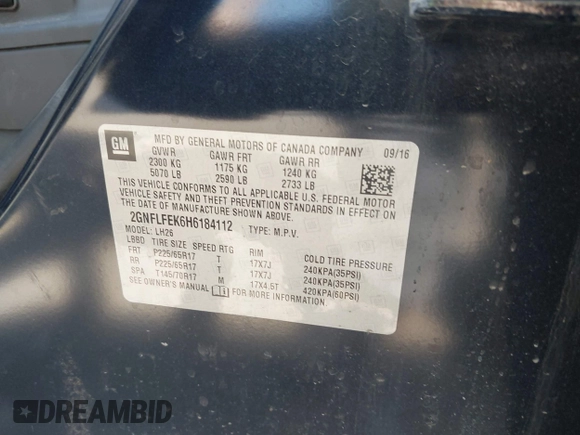 GM
MFD BY GENERAL MOTORS OF CANADA COMPANY 09/16
GVWR GAWR FRT GAWR RR
2300 KG 1175 KG 1240 KG
5070 LB 2590 LB 2733 LB
THIS VEHICLE CONFORMS TO ALL APPLICABLE U.S. FEDERAL MOTOR
VEHICLE SAFETY AND THEFT PREVENTION STANDARDS IN EFFECT
ON THE DATE OF MANUFACTURE SHOWN ABOVE.
2GNFLFEK6H6184112 TYPE: M.P.V.
MODEL: LH26
LBBD TIRE SIZE SPEED RTG RIM COLD TIRE PRESSURE
FRT P225/65R17 T 17X7J 240KPA(35PSI)
RR P225/65R17 T 17X7J 240KPA(35PSI)
SPA T145/70R17 M 17X4.5T 420KPA(60PSI)
SEE OWNER'S MANUAL FOR MORE INFORMATION
DREAMBID